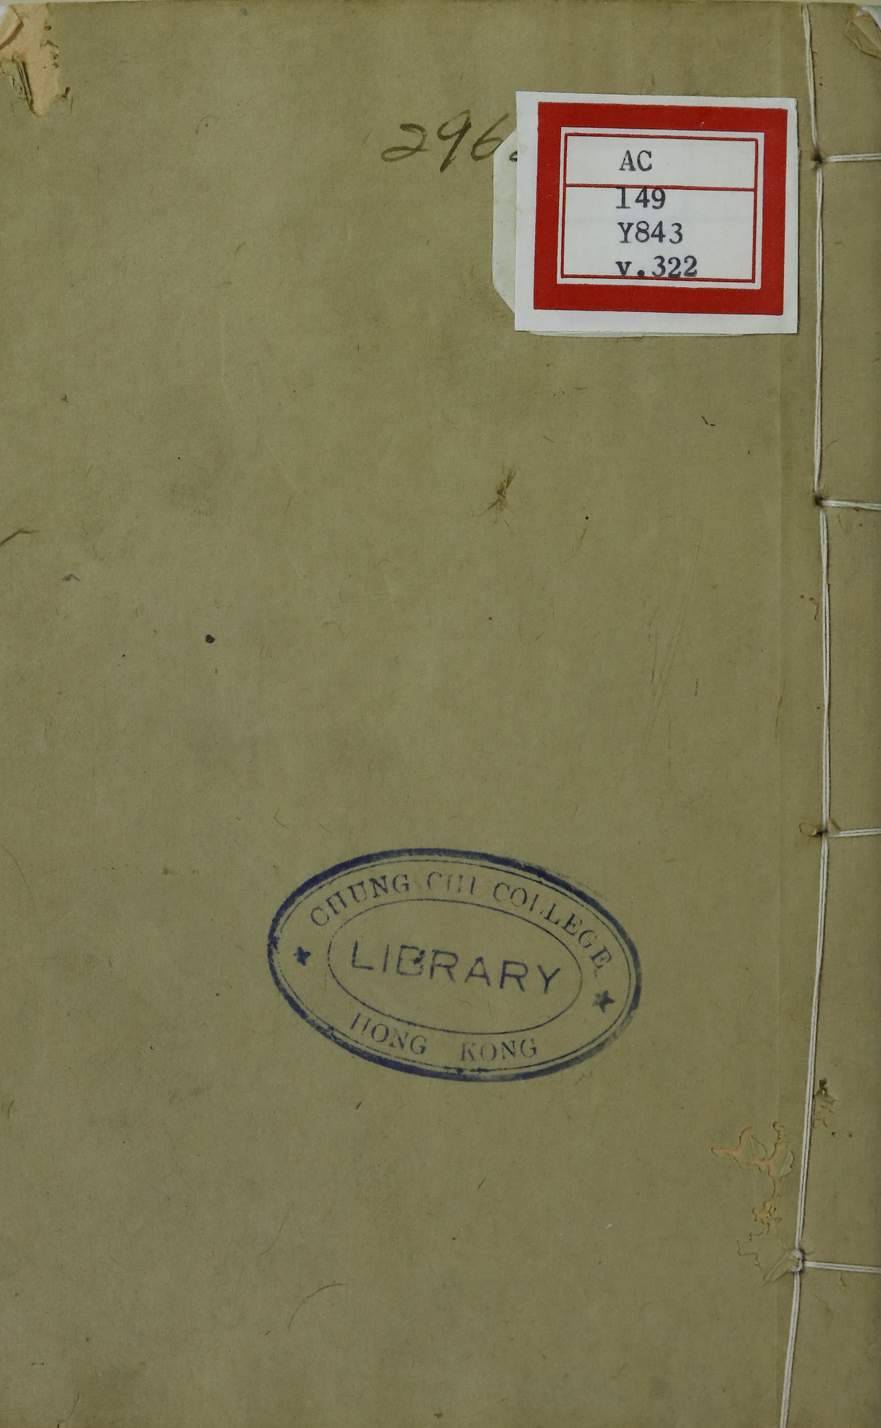 296
AC
149
Y843
v.322
CHUNG CHI COLLEGE
LIBRARY
HONG KONG